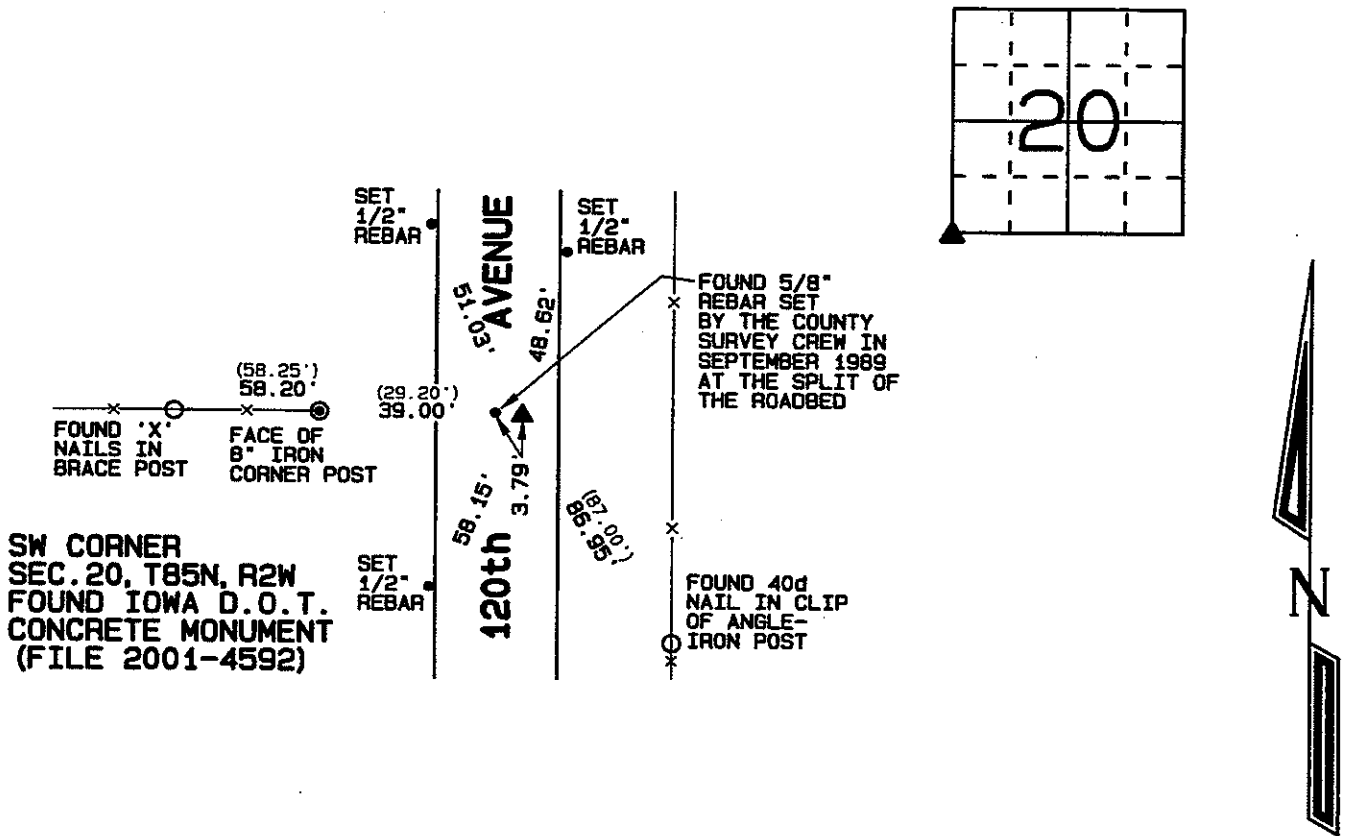 20
SET
1/2"
REBAR
120th AVENUE
SET
1/2"
REBAR
51.03'
48.62'
FOUND 5/8"
REBAR SET
BY THE COUNTY
SURVEY CREW IN
SEPTEMBER 1989
AT THE SPLIT OF
THE ROADBED
(58.25')
58.20'
(29.20')
39.00'
FOUND 'X'
NAILS IN
BRACE POST
FACE OF
8" IRON
CORNER POST
3.79'
58.15'
(87.00')
86.95'
SW CORNER
SEC.20, T85N, R2W
FOUND IOWA D.O.T.
CONCRETE MONUMENT
(FILE 2001-4592)
SET
1/2"
REBAR
FOUND 40d
NAIL IN CLIP
OF ANGLE-
IRON POST
N